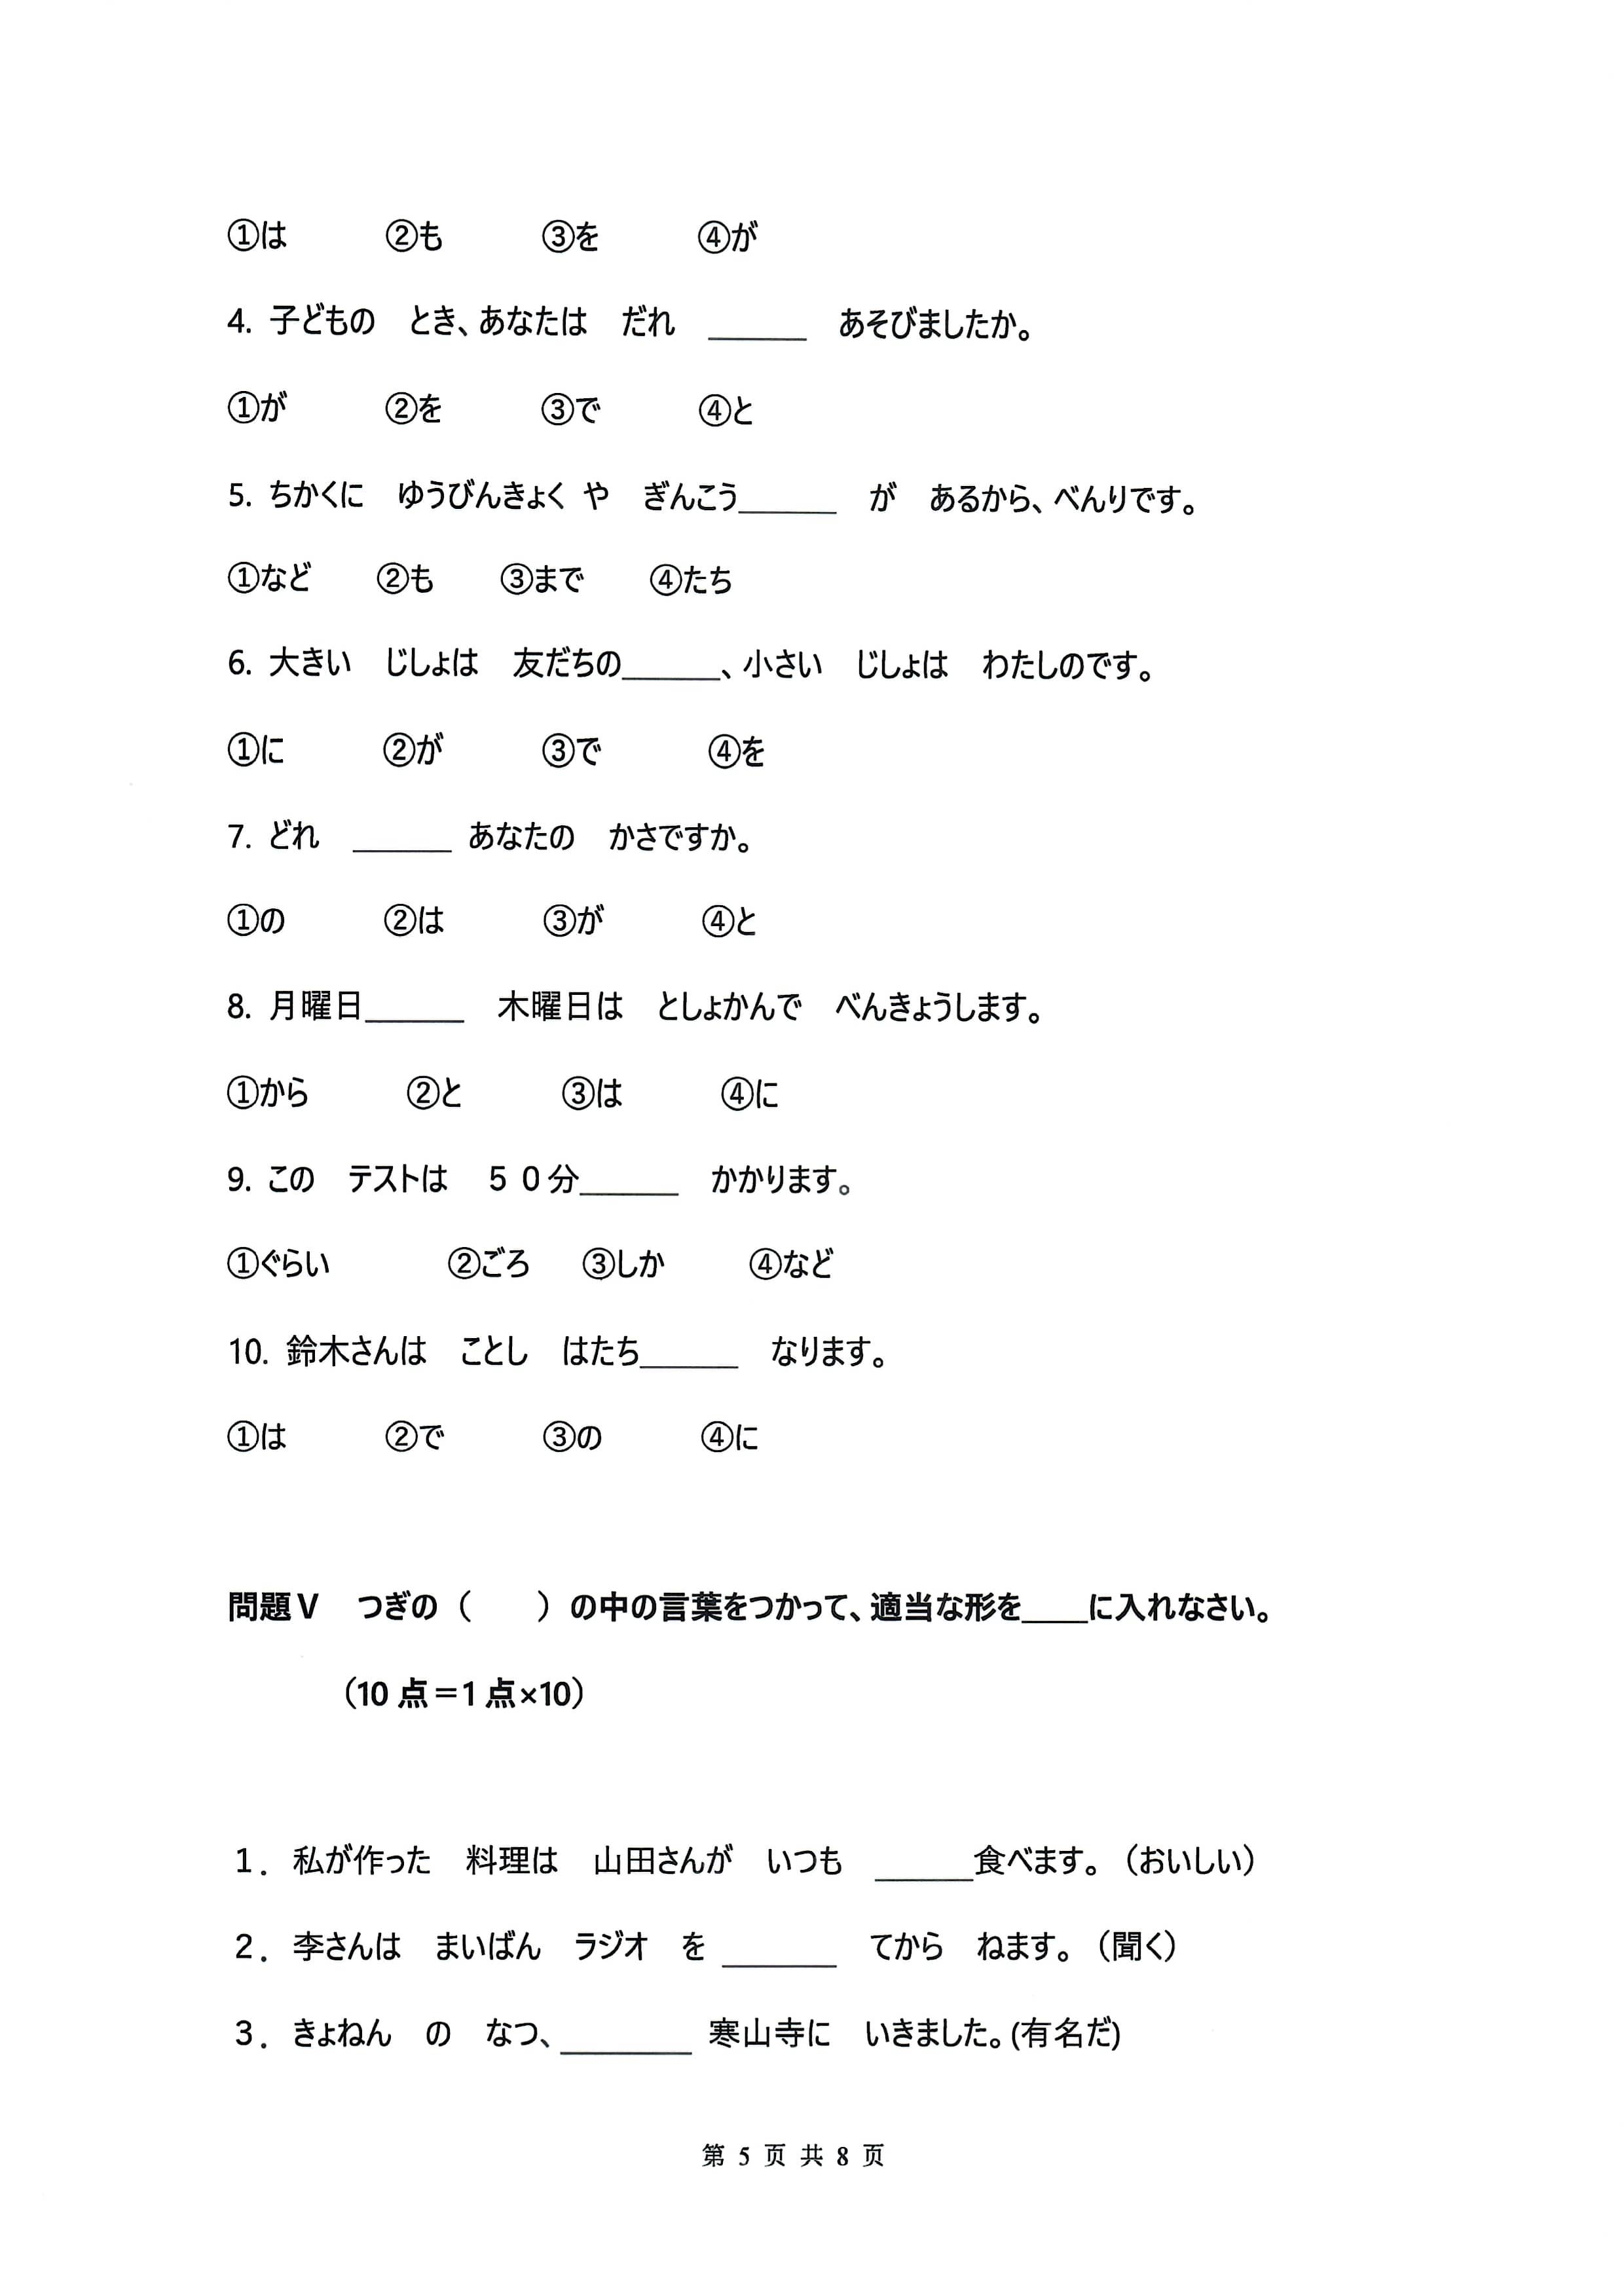 ①は　②も　③を　④が
4. 子どもの　とき、あなたは　だれ　______　あそびましたか。
①が　②を　③で　④と
5. ちかくに　ゆうびんきょく や　ぎんこう______　が　あるから、べんりです。
①など　②も　③まで　④たち
6. 大きい　じしょは　友だちの______、小さい　じしょは　わたしのです。
①に　②が　③で　④を
7. どれ　______ あなたの　かさですか。
①の　②は　③が　④と
8. 月曜日______　木曜日は　としょかんで　べんきょうします。
①から　②と　③は　④に
9. この　テストは　５０分______　かかります。
①ぐらい　②ごろ　③しか　④など
10. 鈴木さんは　ことし　はたち______　なります。
①は　②で　③の　④に
問題Ⅴ　つぎの（　　）の中の言葉をつかって、適当な形を____に入れなさい。
（10 点＝1 点×10）
１．私が作った　料理は　山田さんが　いつも　______食べます。（おいしい）
２．李さんは　まいばん　ラジオ　を _______　てから　ねます。（聞く）
３．きょねん　の　なつ、________ 寒山寺に　いきました。(有名だ)
第 5 页 共 8 页